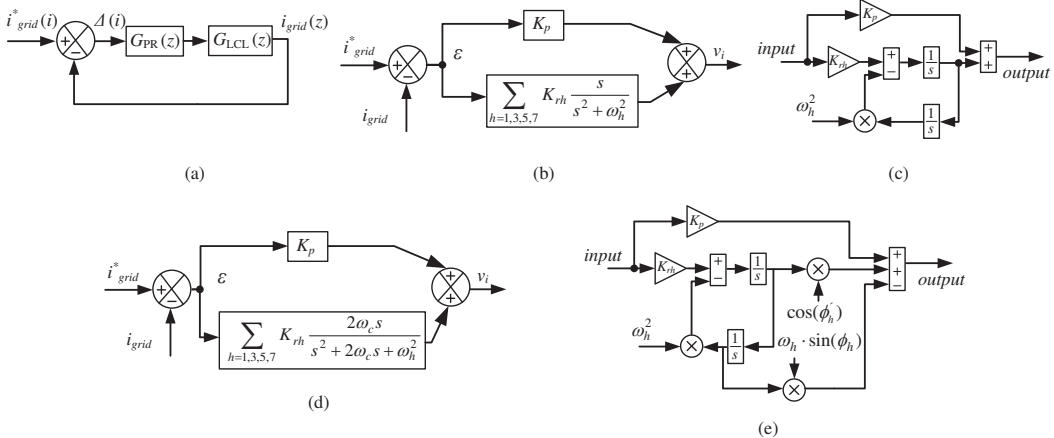 i*grid(i) Δ(i) GPR(z) GLCL(z) igrid(z)
+ −
(a)
i*grid + − ε
igrid
Kp
∑ h=1,3,5,7 Krh s / (s² + ωh²)
+ + vi
(b)
input Kp
Krh + − 1/s + + output
ωh² × 1/s
(c)
i*grid + − ε
igrid
Kp
∑ h=1,3,5,7 Krh 2ωc s / (s² + 2ωc s + ωh²)
+ + vi
(d)
input Kp
Krh + − 1/s × + + − output
cos(ϕ′h)
ωh² × 1/s ωh · sin(ϕh)
×
(e)